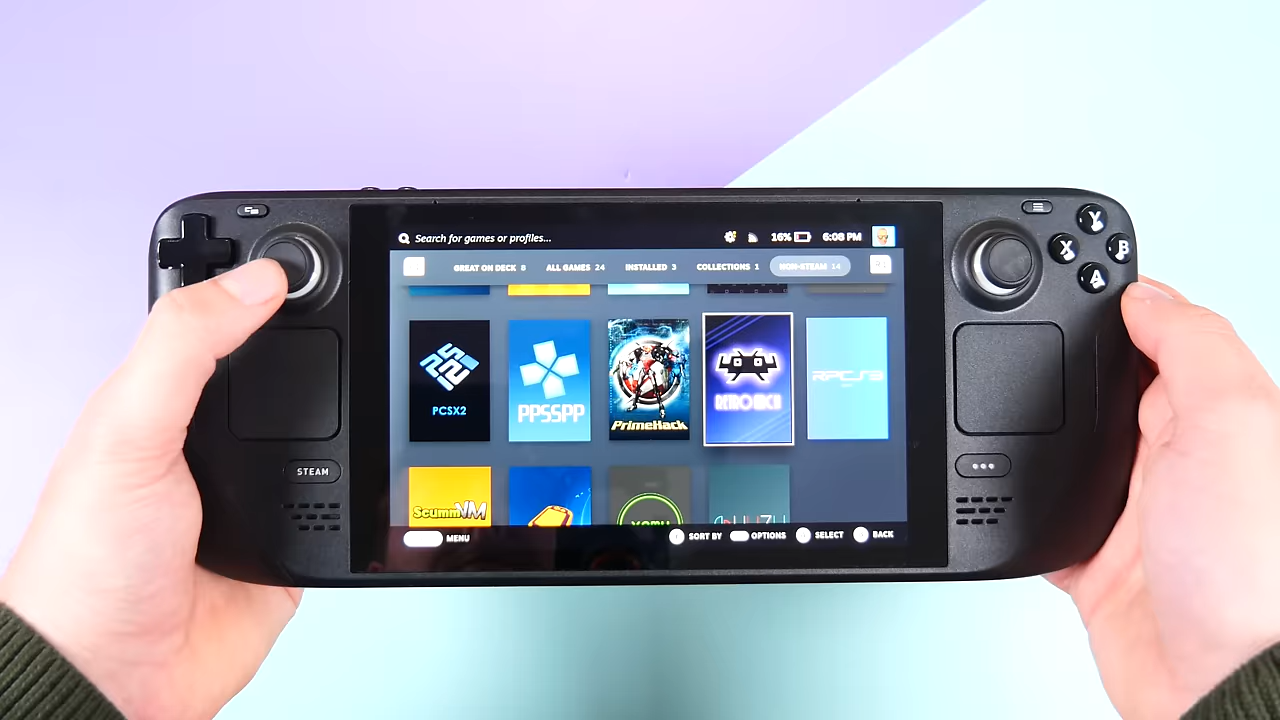 Search for games or profiles...
16%
6:08 PM
GREAT ON DECK 8
ALL GAMES 24
INSTALLED 3
COLLECTIONS 1
NON-STEAM 14
Y
X
B
A
PCSX2
PPSSPP
PrimeHack
RPCS3
STEAM
ScummVM
MENU
SORT BY
OPTIONS
SELECT
BACK